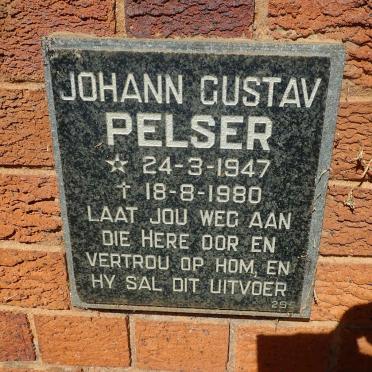 JOHANN GUSTAV
PELSER
☆ 24-3-1947
† 18-8-1980
LAAT JOU WEG AAN
DIE HERE OOR EN
VERTROU OP HOM, EN
HY SAL DIT UITVOER
29